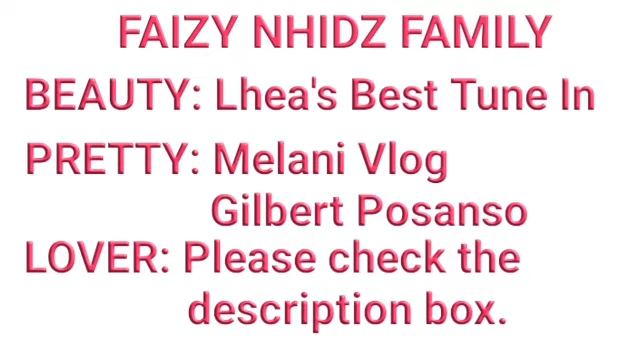 FAIZY NHIDZ FAMILY
BEAUTY: Lhea's Best Tune In
PRETTY: Melani Vlog
Gilbert Posanso
LOVER: Please check the
description box.